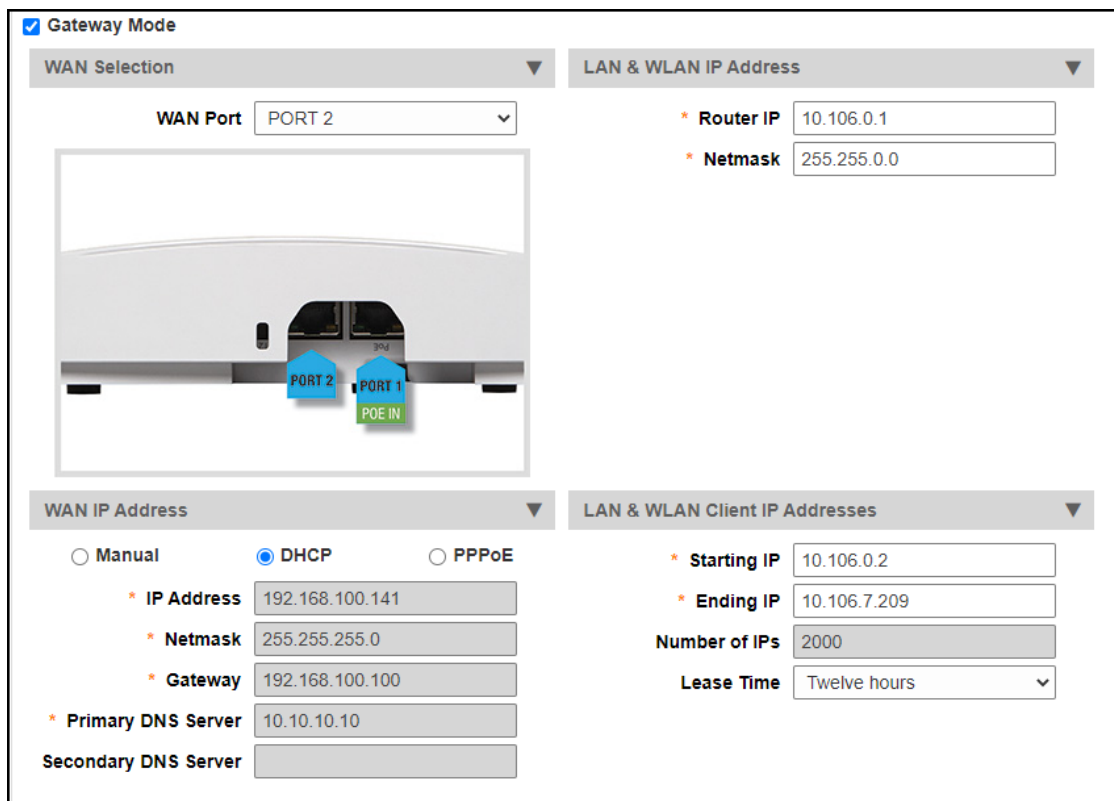 Gateway Mode
WAN Selection
WAN Port PORT 2
PoE
PORT 2
PORT 1
POE IN
LAN & WLAN IP Address
* Router IP 10.106.0.1
* Netmask 255.255.0.0
WAN IP Address
Manual DHCP PPPoE
* IP Address 192.168.100.141
* Netmask 255.255.255.0
* Gateway 192.168.100.100
* Primary DNS Server 10.10.10.10
Secondary DNS Server
LAN & WLAN Client IP Addresses
* Starting IP 10.106.0.2
* Ending IP 10.106.7.209
Number of IPs 2000
Lease Time Twelve hours